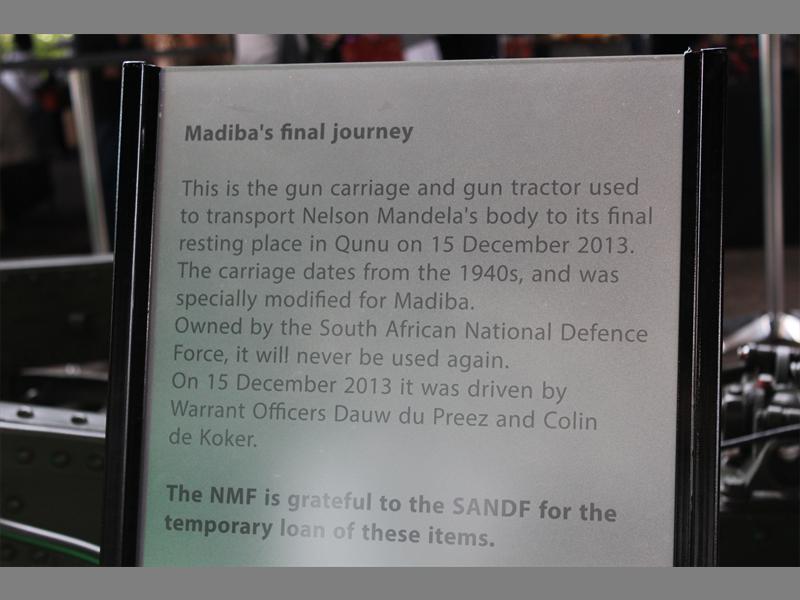 Madiba's final journey
This is the gun carriage and gun tractor used
to transport Nelson Mandela's body to its final
resting place in Qunu on 15 December 2013.
The carriage dates from the 1940s, and was
specially modified for Madiba.
Owned by the South African National Defence
Force, it will never be used again.
On 15 December 2013 it was driven by
Warrant Officers Dauw du Preez and Colin
de Koker.
The NMF is grateful to the SANDF for the
temporary loan of these items.